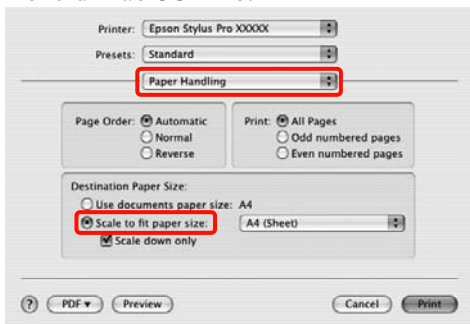 Printer: Epson Stylus Pro XXXXX
Presets: Standard
Paper Handling
Page Order: Automatic
Normal
Reverse
Print: All Pages
Odd numbered pages
Even numbered pages
Destination Paper Size:
Use documents paper size: A4
Scale to fit paper size: A4 (Sheet)
Scale down only
? PDF ▼ Preview Cancel Print